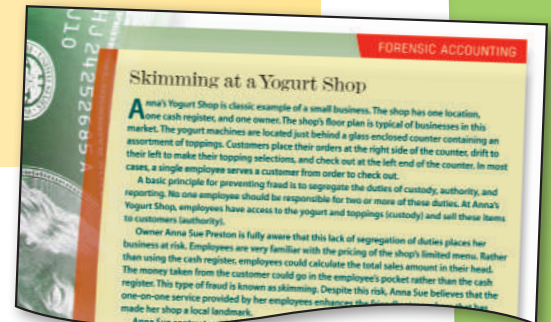 FORENSIC ACCOUNTING
HJ 24252685 A
J10
Skimming at a Yogurt Shop
Anna's Yogurt Shop is classic example of a small business. The shop has one location,
one cash register, and one owner. The shop's floor plan is typical of businesses in this
market. The yogurt machines are located just behind a glass enclosed counter containing an
assortment of toppings. Customers place their orders at the right side of the counter, drift to
their left to make their topping selections, and check out at the left end of the counter. In most
cases, a single employee serves a customer from order to check out.
A basic principle for preventing fraud is to segregate the duties of custody, authority, and
reporting. No one employee should be responsible for two or more of these duties. At Anna's
Yogurt Shop, employees have access to the yogurt and toppings (custody) and sell these items
to customers (authority).
Owner Anna Sue Preston is fully aware that this lack of segregation of duties places her
business at risk. Employees are very familiar with the pricing of the shop's limited menu. Rather
than using the cash register, employees could calculate the total sales amount in their head.
The money taken from the customer could go in the employee's pocket rather than the cash
register. This type of fraud is known as skimming. Despite this risk, Anna Sue believes that the
one-on-one service provided by her employees enhances the
made her shop a local landmark.
Anna Sue